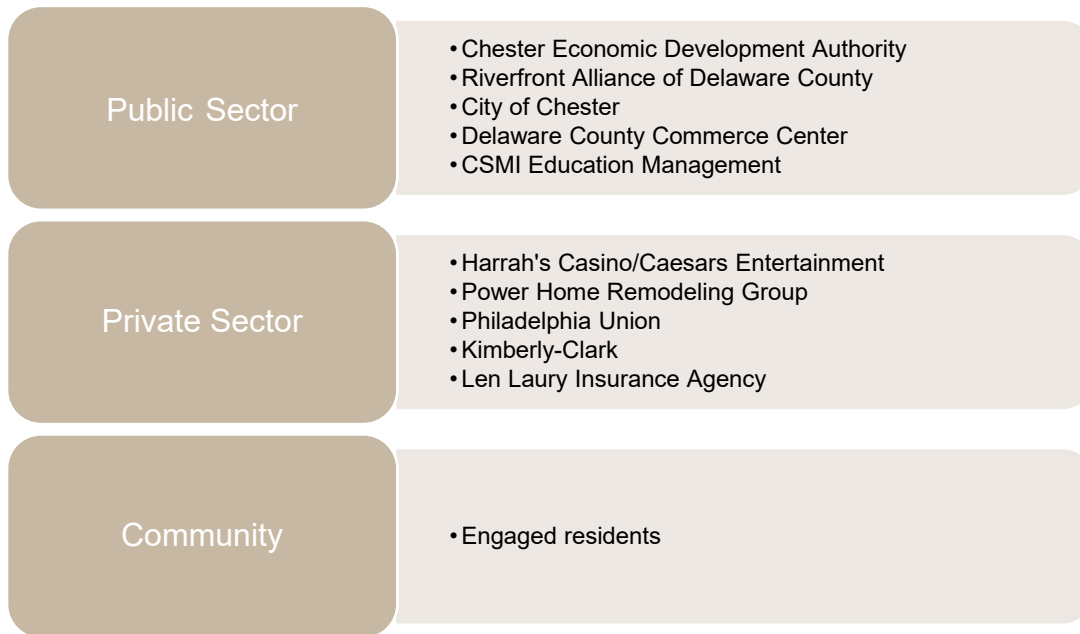 Public Sector
•Chester Economic Development Authority
•Riverfront Alliance of Delaware County
•City of Chester
•Delaware County Commerce Center
•CSMI Education Management
Private Sector
•Harrah's Casino/Caesars Entertainment
•Power Home Remodeling Group
•Philadelphia Union
•Kimberly-Clark
•Len Laury Insurance Agency
Community
•Engaged residents